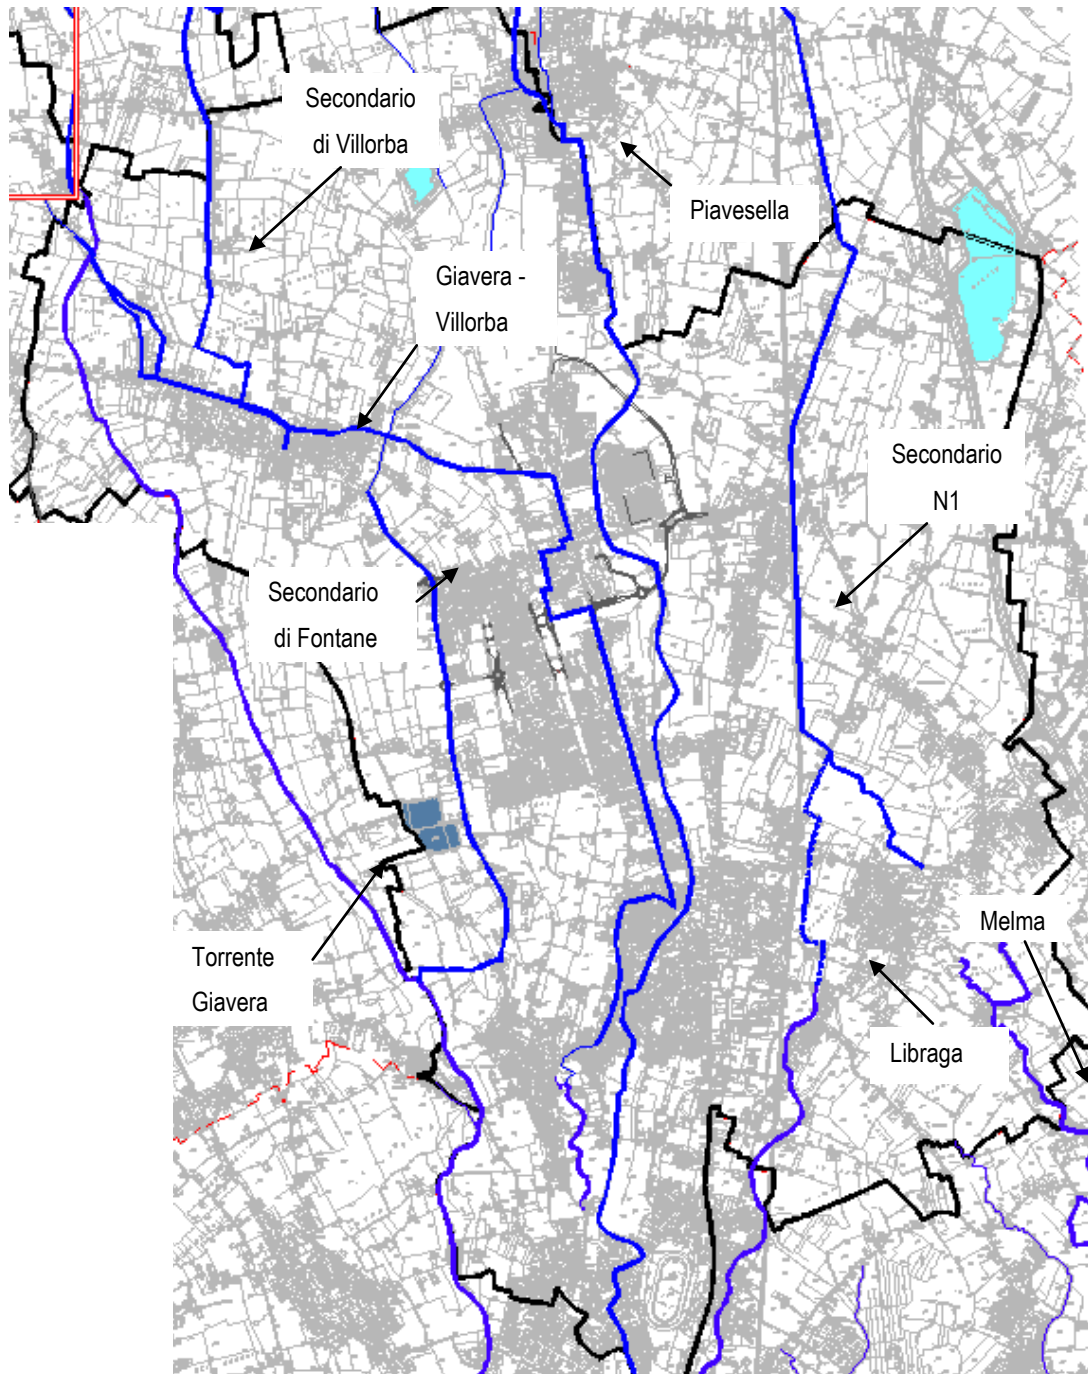 Secondario
di Villorba
Piavesella
Giavera -
Villorba
Secondario
N1
Secondario
di Fontane
Melma
Torrente
Giavera
Libraga